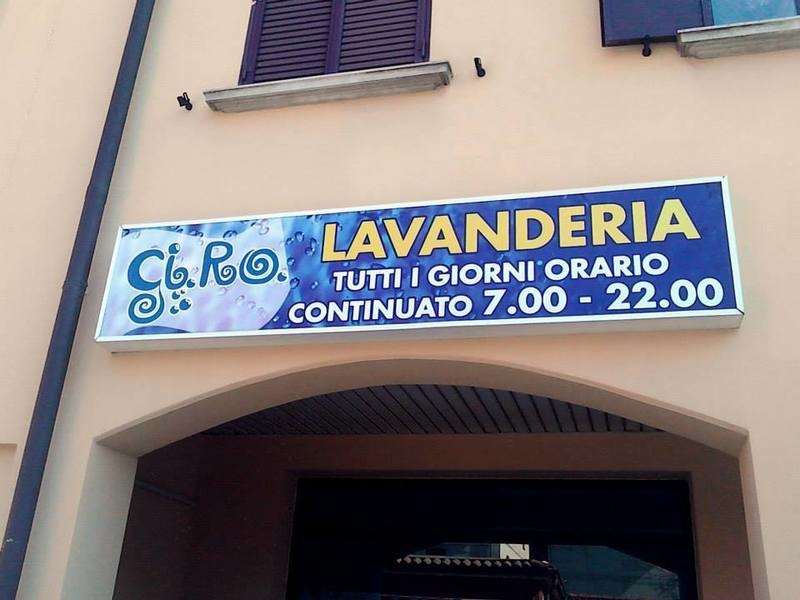 Gi.Ro.
LAVANDERIA
TUTTI I GIORNI ORARIO
CONTINUATO 7.00 - 22.00